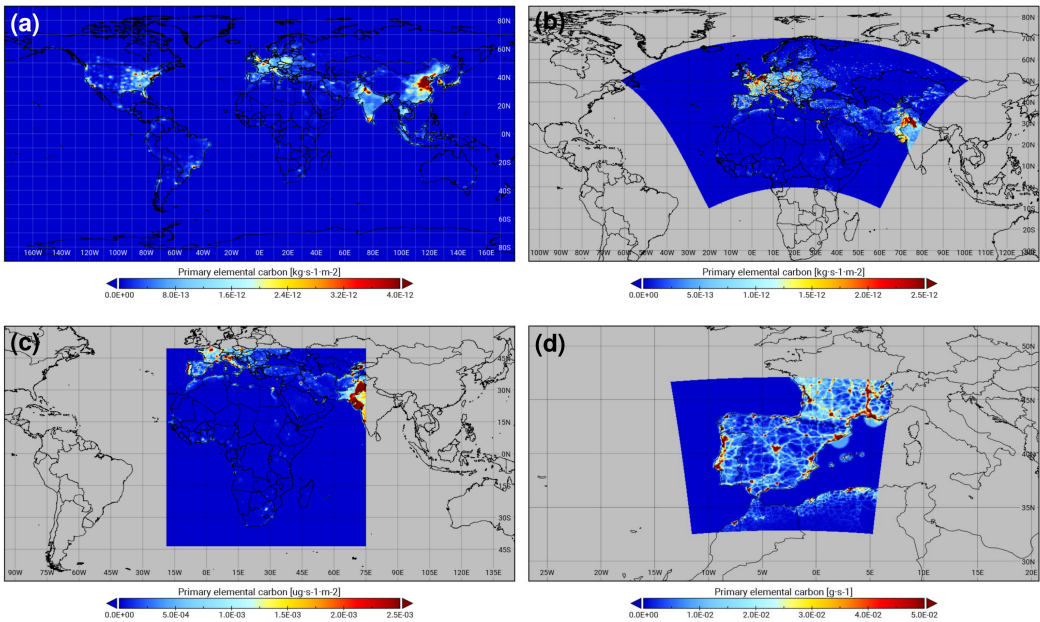 (a)
80N
60N
40N
20N
0N
20S
40S
60S
80S
160W 140W 120W 100W 80W 60W 40W 20W 0E 20E 40E 60E 80E 100E 120E 140E 160E
Primary elemental carbon [kg·s-1·m-2]
0.0E+00 8.0E-13 1.6E-12 2.4E-12 3.2E-12 4.0E-12
(b)
80N
70N
60N
50N
40N
30N
20N
10N
0N
10S
20S
30S
100W 90W 80W 70W 60W 50W 40W 30W 20W 10W 0E 10E 20E 30E 40E 50E 60E 70E 80E 90E 100E 110E 120E 130E
Primary elemental carbon [kg·s-1·m-2]
0.0E+00 5.0E-13 1.0E-12 1.5E-12 2.0E-12 2.5E-12
(c)
45N
30N
15N
0N
15S
30S
45S
90W 75W 60W 45W 30W 15W 0E 15E 30E 45E 60E 75E 90E 105E 120E 135E
Primary elemental carbon [ug·s-1·m-2]
0.0E+00 5.0E-04 1.0E-03 1.5E-03 2.0E-03 2.5E-03
(d)
50N
45N
40N
35N
25W 20W 15W 10W 5W 0E 5E 10E 15E 20E
Primary elemental carbon [g·s-1]
0.0E+00 1.0E-02 2.0E-02 3.0E-02 4.0E-02 5.0E-02